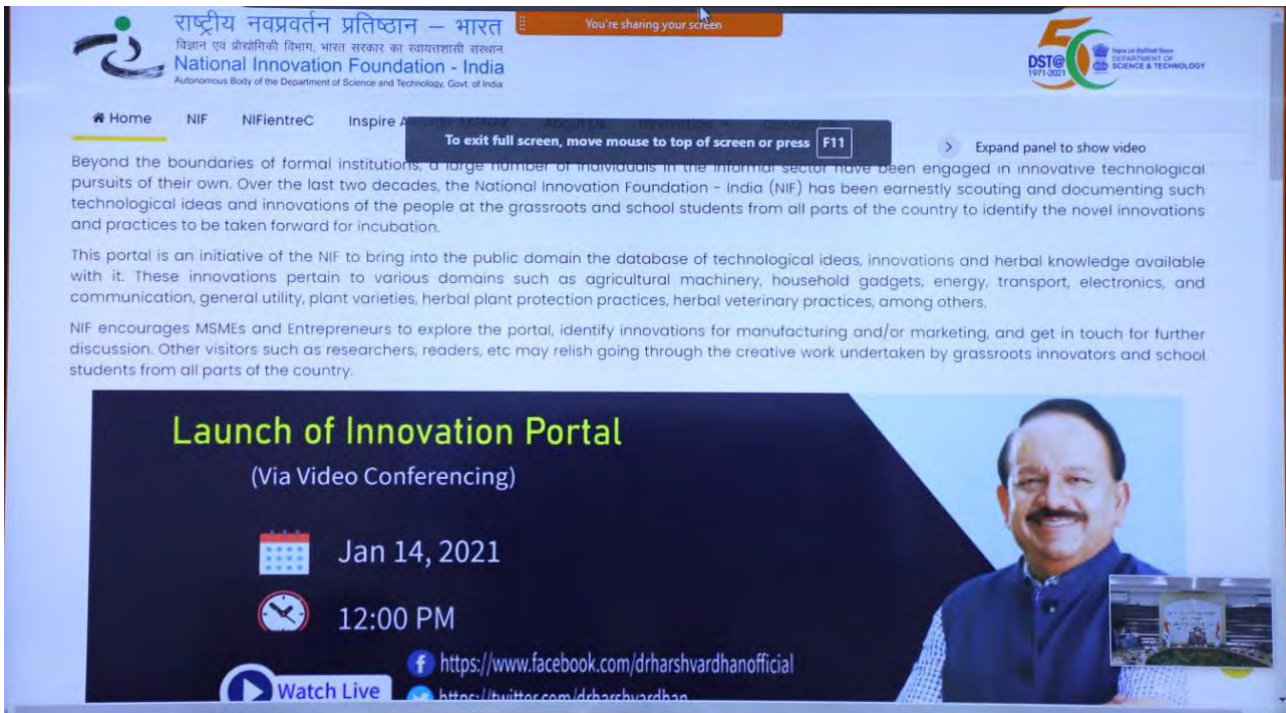 राष्ट्रीय नवप्रवर्तन प्रतिष्ठान – भारत
विज्ञान एवं प्रौद्योगिकी विभाग, भारत सरकार का स्वायत्तशासी संस्थान
National Innovation Foundation - India
Autonomous Body of the Department of Science and Technology, Govt. of India
You're sharing your screen
50
DST@
1971-2021
DEPARTMENT OF
SCIENCE & TECHNOLOGY
Home NIF NIFientreC Inspire
To exit full screen, move mouse to top of screen or press F11
Expand panel to show video
Beyond the boundaries of formal institutions, a large number of individuals in the informal sector have been engaged in innovative technological
pursuits of their own. Over the last two decades, the National Innovation Foundation - India (NIF) has been earnestly scouting and documenting such
technological ideas and innovations of the people at the grassroots and school students from all parts of the country to identify the novel innovations
and practices to be taken forward for incubation.
This portal is an initiative of the NIF to bring into the public domain the database of technological ideas, innovations and herbal knowledge available
with it. These innovations pertain to various domains such as agricultural machinery, household gadgets, energy, transport, electronics, and
communication, general utility, plant varieties, herbal plant protection practices, herbal veterinary practices, among others.
NIF encourages MSMEs and Entrepreneurs to explore the portal, identify innovations for manufacturing and/or marketing, and get in touch for further
discussion. Other visitors such as researchers, readers, etc may relish going through the creative work undertaken by grassroots innovators and school
students from all parts of the country.
Launch of Innovation Portal
(Via Video Conferencing)
Jan 14, 2021
12:00 PM
https://www.facebook.com/drharshvardhanofficial
Watch Live https://twitter.com/drharshvardhan